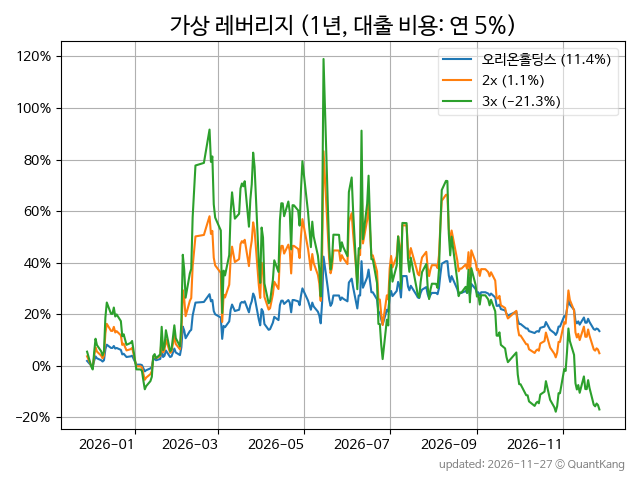 가상 레버리지 (1년, 대출 비용: 연 5%)
오리온홀딩스 (11.4%)
2x (1.1%)
3x (−21.3%)
120%
100%
80%
60%
40%
20%
0%
−20%
2026-01
2026-03
2026-05
2026-07
2026-09
2026-11
updated: 2026-11-27 © QuantKang